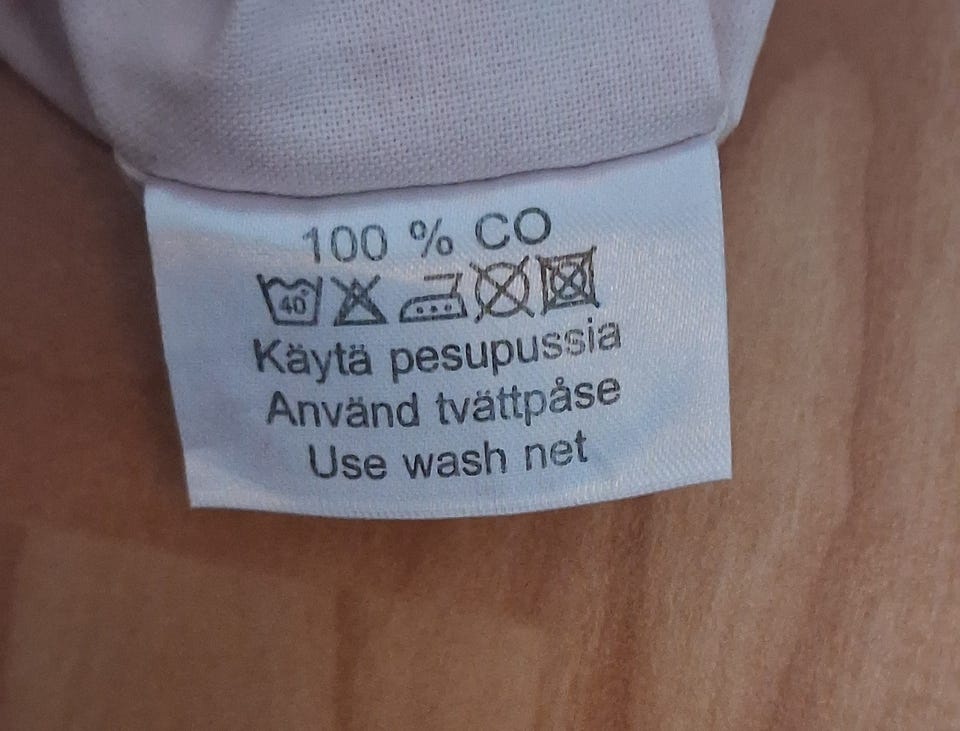 100 % CO
40°
Käytä pesupussia
Använd tvättpåse
Use wash net